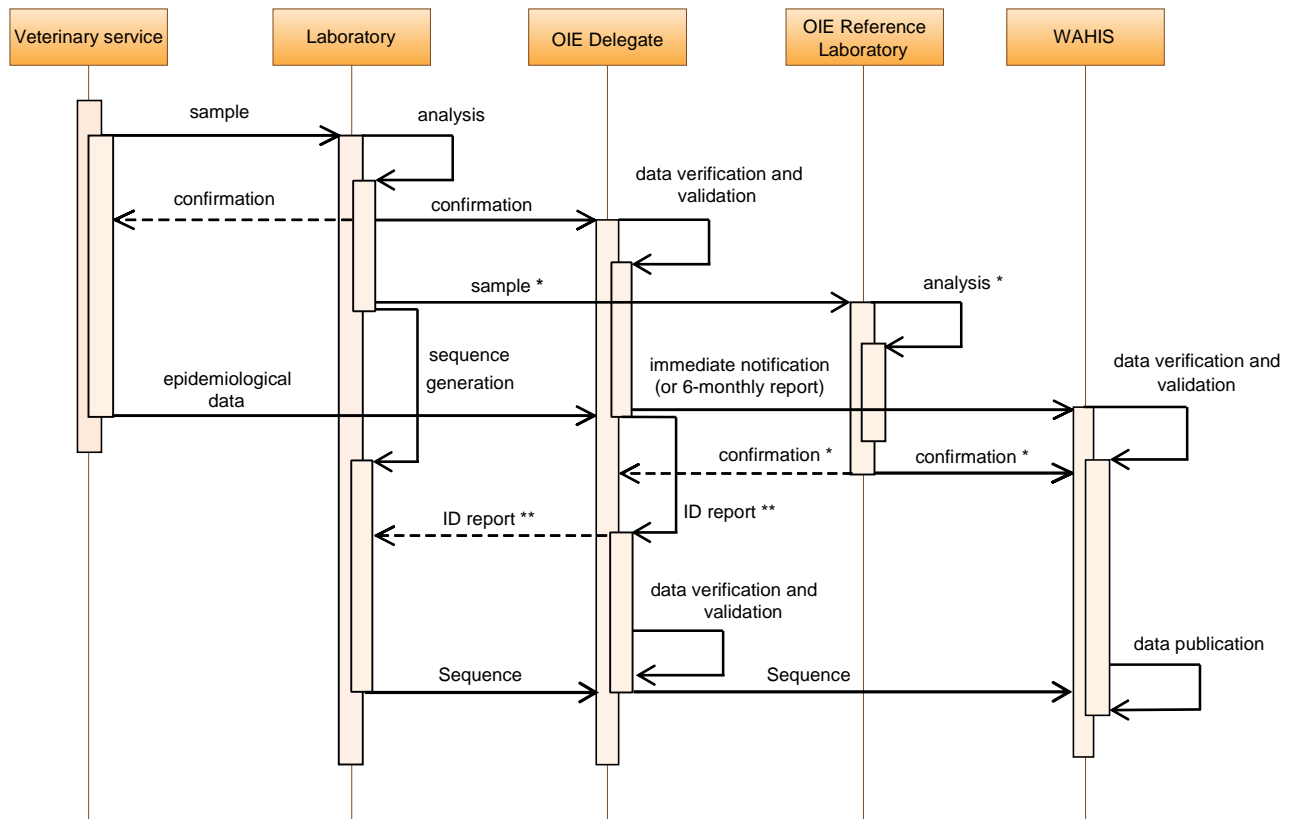 Veterinary service
Laboratory
OIE Delegate
OIE Reference
Laboratory
WAHIS
sample
analysis
data verification and
validation
confirmation
confirmation
sample *
analysis *
sequence
generation
immediate notification
(or 6-monthly report)
data verification and
validation
epidemiological
data
confirmation *
confirmation *
ID report **
ID report **
data verification and
validation
data publication
Sequence
Sequence